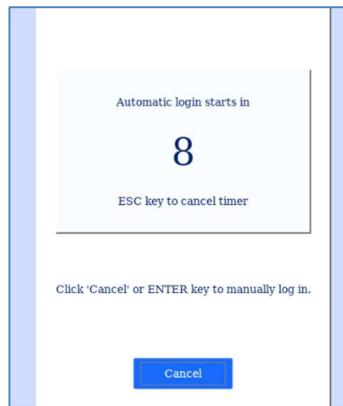 Automatic login starts in
8
ESC key to cancel timer
Click 'Cancel' or ENTER key to manually log in.
Cancel